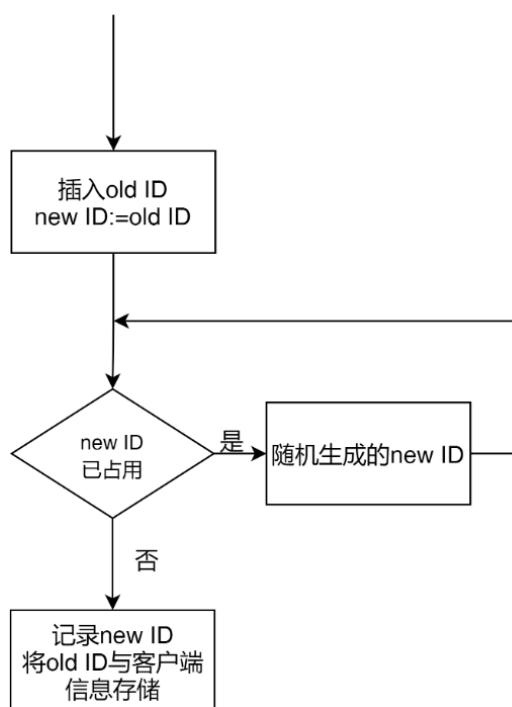 插入old ID
new ID:=old ID
new ID
已占用
是
随机生成的new ID
否
记录new ID
将old ID与客户端
信息存储